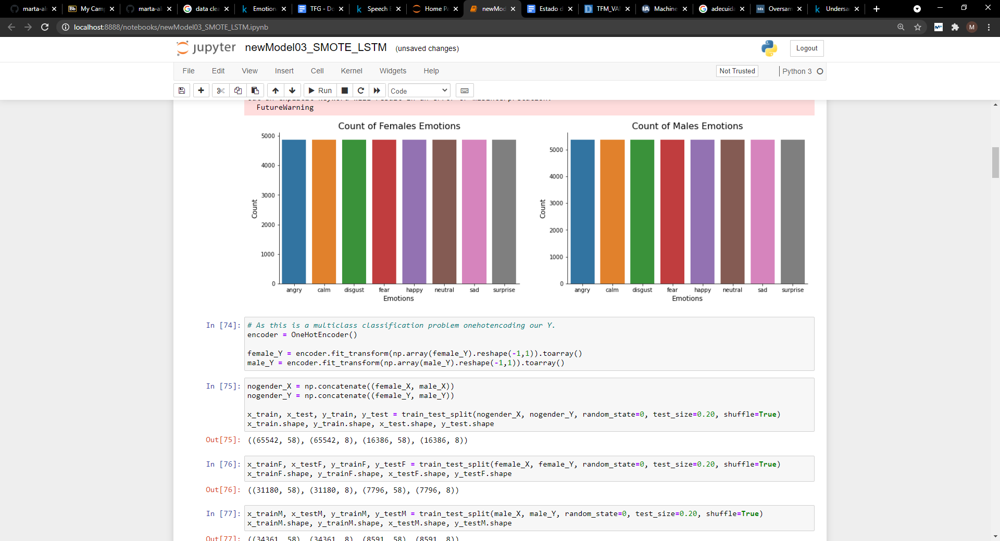 marta-al
My Camp
marta-al
data clea
Emotion
TFG - Do
Speech E
Home Pa
newMod
Estado d
TFM_VAI
Machine
adecuida
Oversam
Undersa
localhost:8888/notebooks/newModel03_SMOTE_LSTM.ipynb
M
jupyter newModel03_SMOTE_LSTM (unsaved changes)
Logout
File Edit View Insert Cell Kernel Widgets Help
Not Trusted
Python 3
Run
Code
FutureWarning
Count of Females Emotions
5000
4000
3000
2000
1000
0
Count
angry calm disgust fear happy neutral sad surprise
Emotions
Count of Males Emotions
5000
4000
3000
2000
1000
0
Count
angry calm disgust fear happy neutral sad surprise
Emotions
In [74]:
# As this is a multiclass classification problem onehotencoding our Y.
encoder = OneHotEncoder()
female_Y = encoder.fit_transform(np.array(female_Y).reshape(-1,1)).toarray()
male_Y = encoder.fit_transform(np.array(male_Y).reshape(-1,1)).toarray()
In [75]:
nogender_X = np.concatenate((female_X, male_X))
nogender_Y = np.concatenate((female_Y, male_Y))
x_train, x_test, y_train, y_test = train_test_split(nogender_X, nogender_Y, random_state=0, test_size=0.20, shuffle=True)
x_train.shape, y_train.shape, x_test.shape, y_test.shape
Out[75]: ((65542, 58), (65542, 8), (16386, 58), (16386, 8))
In [76]:
x_trainF, x_testF, y_trainF, y_testF = train_test_split(female_X, female_Y, random_state=0, test_size=0.20, shuffle=True)
x_trainF.shape, y_trainF.shape, x_testF.shape, y_testF.shape
Out[76]: ((31180, 58), (31180, 8), (7796, 58), (7796, 8))
In [77]:
x_trainM, x_testM, y_trainM, y_testM = train_test_split(male_X, male_Y, random_state=0, test_size=0.20, shuffle=True)
x_trainM.shape, y_trainM.shape, x_testM.shape, y_testM.shape
Out[77]: ((34361, 58), (34361, 8), (8591, 58), (8591, 8))